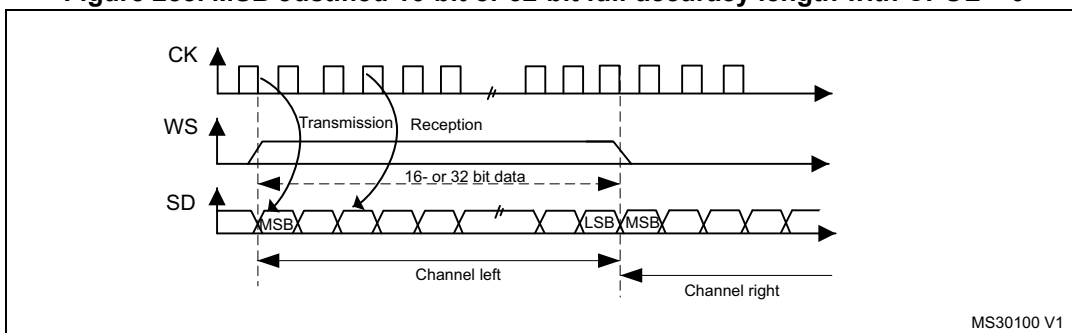 CK
Transmission
Reception
WS
16- or 32 bit data
SD
MSB
LSB
MSB
Channel left
Channel right
MS30100 V1